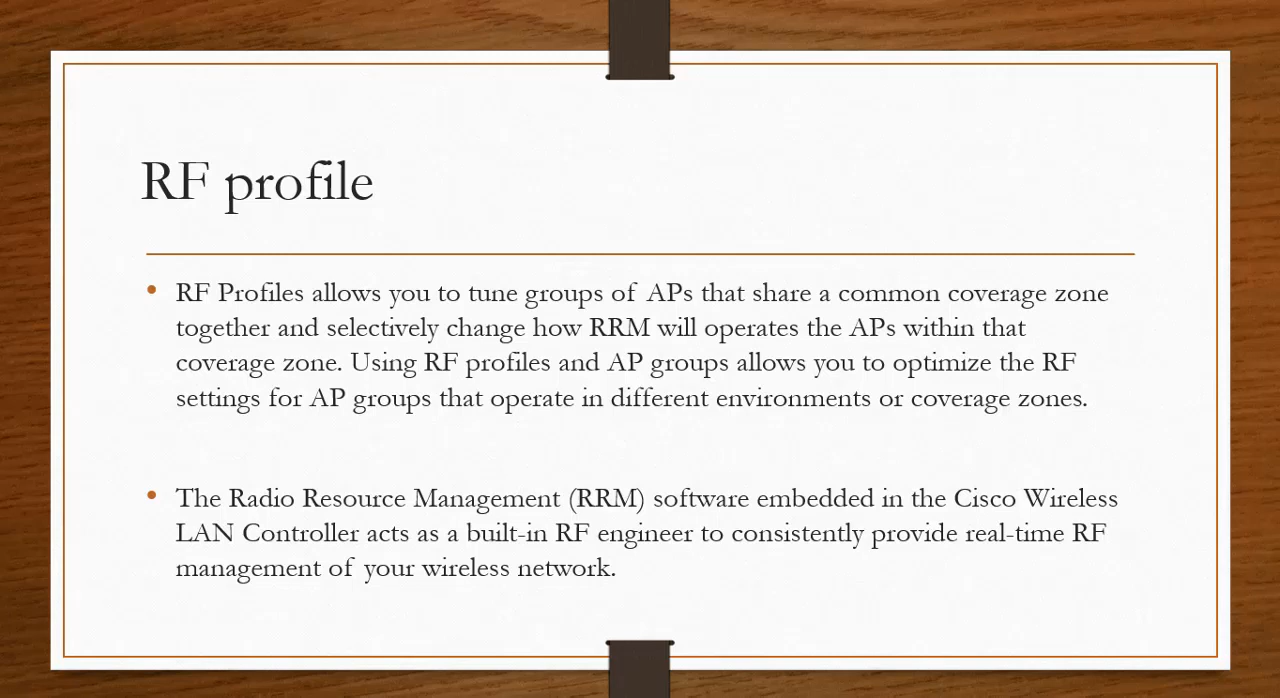 RF profile
• RF Profiles allows you to tune groups of APs that share a common coverage zone
together and selectively change how RRM will operates the APs within that
coverage zone. Using RF profiles and AP groups allows you to optimize the RF
settings for AP groups that operate in different environments or coverage zones.
• The Radio Resource Management (RRM) software embedded in the Cisco Wireless
LAN Controller acts as a built-in RF engineer to consistently provide real-time RF
management of your wireless network.